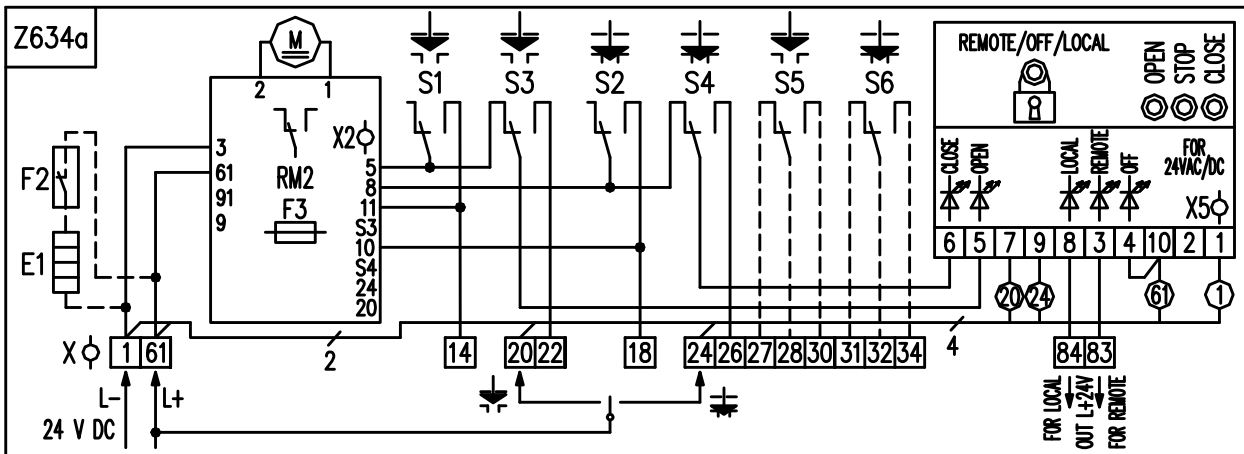 Z634a
M
2 1
S1 S3 S2 S4 S5 S6
REMOTE/OFF/LOCAL
OPEN
STOP
CLOSE
F2
E1
3
61
91
9
X2
RM2
F3
5
8
11
S3
10
S4
24
20
CLOSE
OPEN
LOCAL
REMOTE
OFF
FOR
24VAC/DC
X5
6 5 7 9 8 3 4 10 2 1
20 24 61 1
X 1 61
2
14
20 22
18
24 26 27 28 30 31 32 34
4
84 83
L-
L+
24 V DC
FOR LOCAL
OUT L+24V
FOR REMOTE